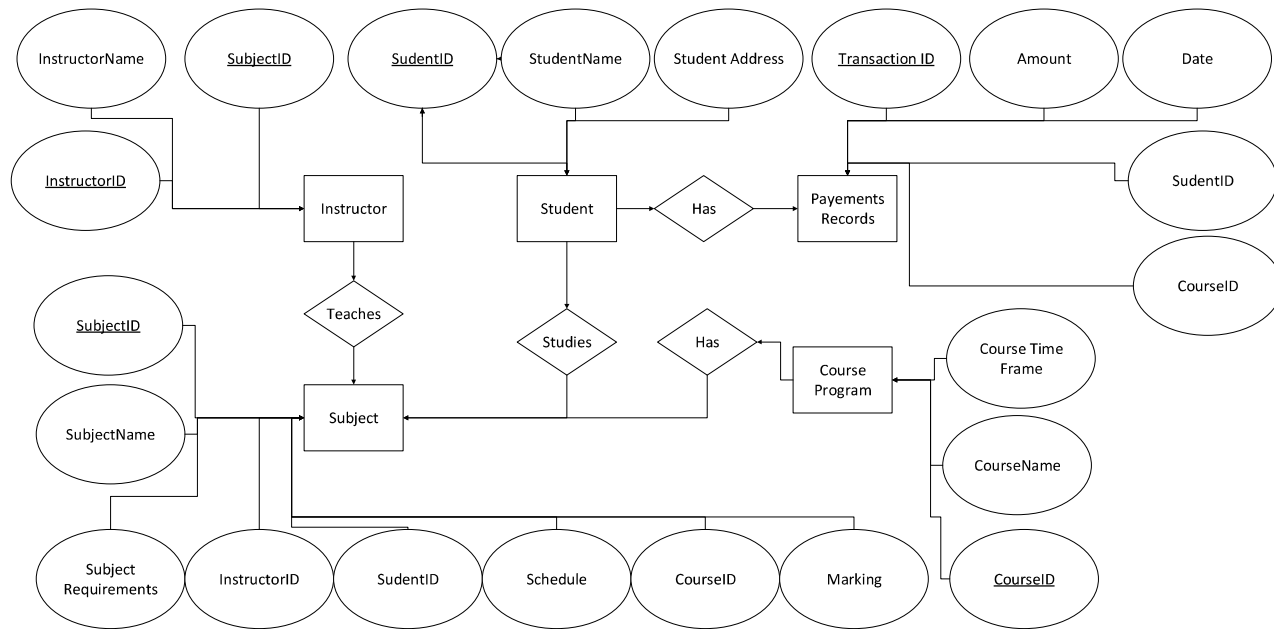 InstructorName
SubjectID
SudentID
StudentName
Student Address
Transaction ID
Amount
Date
InstructorID
SudentID
Instructor
Student
Has
Payements
Records
CourseID
SubjectID
Teaches
Studies
Has
Course Time
Frame
Course
Program
Subject
SubjectName
CourseName
Subject
Requirements
InstructorID
SudentID
Schedule
CourseID
Marking
CourseID